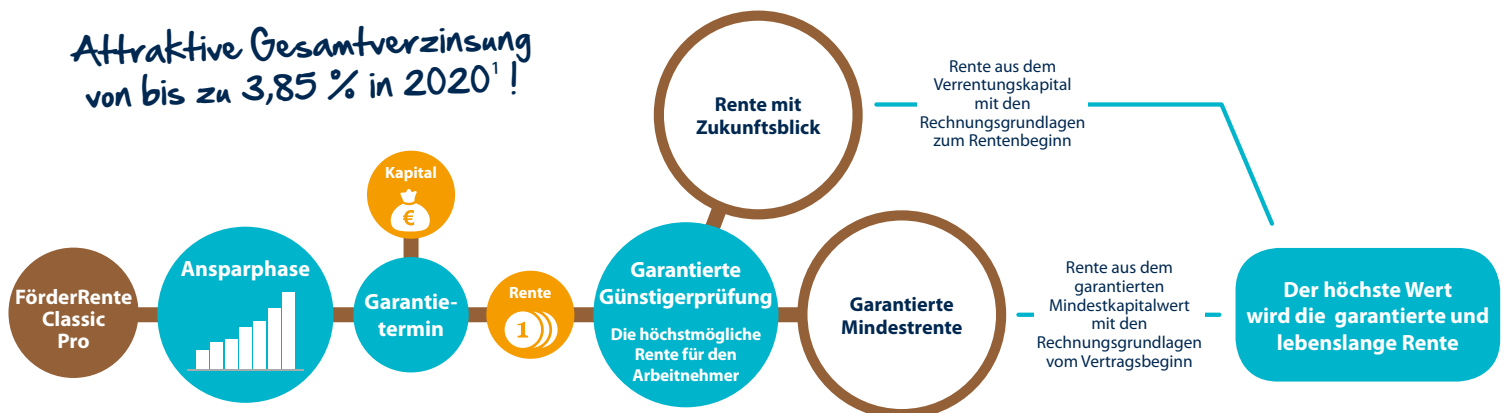 Attraktive Gesamtverzinsung
von bis zu 3,85 % in 2020¹ !
FörderRente
Classic
Pro
Ansparphase
Kapital
€
Garantie-
termin
Rente
1
Garantierte
Günstigerprüfung
Die höchstmögliche
Rente für den
Arbeitnehmer
Rente mit
Zukunftsblick
Rente aus dem
Verrentungskapital
mit den
Rechnungsgrundlagen
zum Rentenbeginn
Garantierte
Mindestrente
Rente aus dem
garantierten
Mindestkapitalwert
mit den
Rechnungsgrundlagen
vom Vertragsbeginn
Der höchste Wert
wird die garantierte und
lebenslange Rente